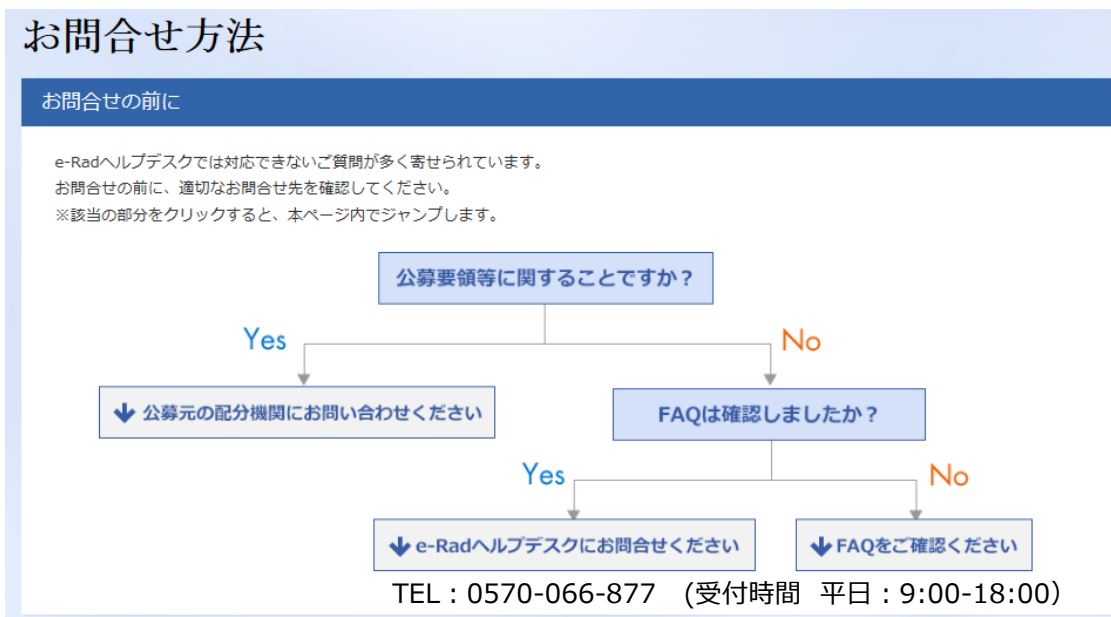 お問合せ方法
お問合せの前に
e-Radヘルプデスクでは対応できないご質問が多く寄せられています。
お問合せの前に、適切なお問合せ先を確認してください。
※該当の部分をクリックすると、本ページ内でジャンプします。
公募要領等に関することですか？
Yes
No
公募元の配分機関にお問い合わせください
FAQは確認しましたか？
Yes
No
e-Radヘルプデスクにお問合せください
FAQをご確認ください
TEL：0570-066-877 (受付時間 平日：9:00-18:00）